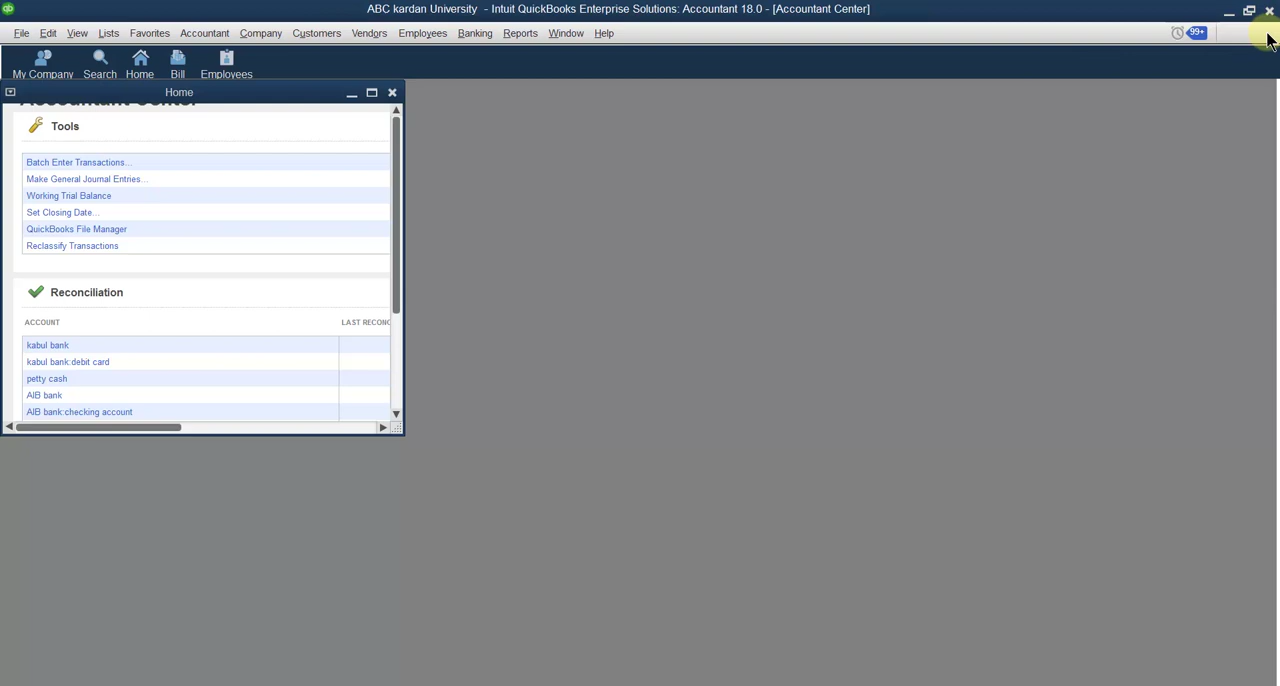 qb
ABC kardan University - Intuit QuickBooks Enterprise Solutions: Accountant 18.0 - [Accountant Center]
File Edit View Lists Favorites Accountant Company Customers Vendors Employees Banking Reports Window Help 99+
My Company Search Home Bill Employees
Home
Accountant Center
Tools
Batch Enter Transactions...
Make General Journal Entries...
Working Trial Balance
Set Closing Date...
QuickBooks File Manager
Reclassify Transactions
Reconciliation
ACCOUNT LAST RECONC
kabul bank
kabul bank:debit card
petty cash
AIB bank
AIB bank:checking account